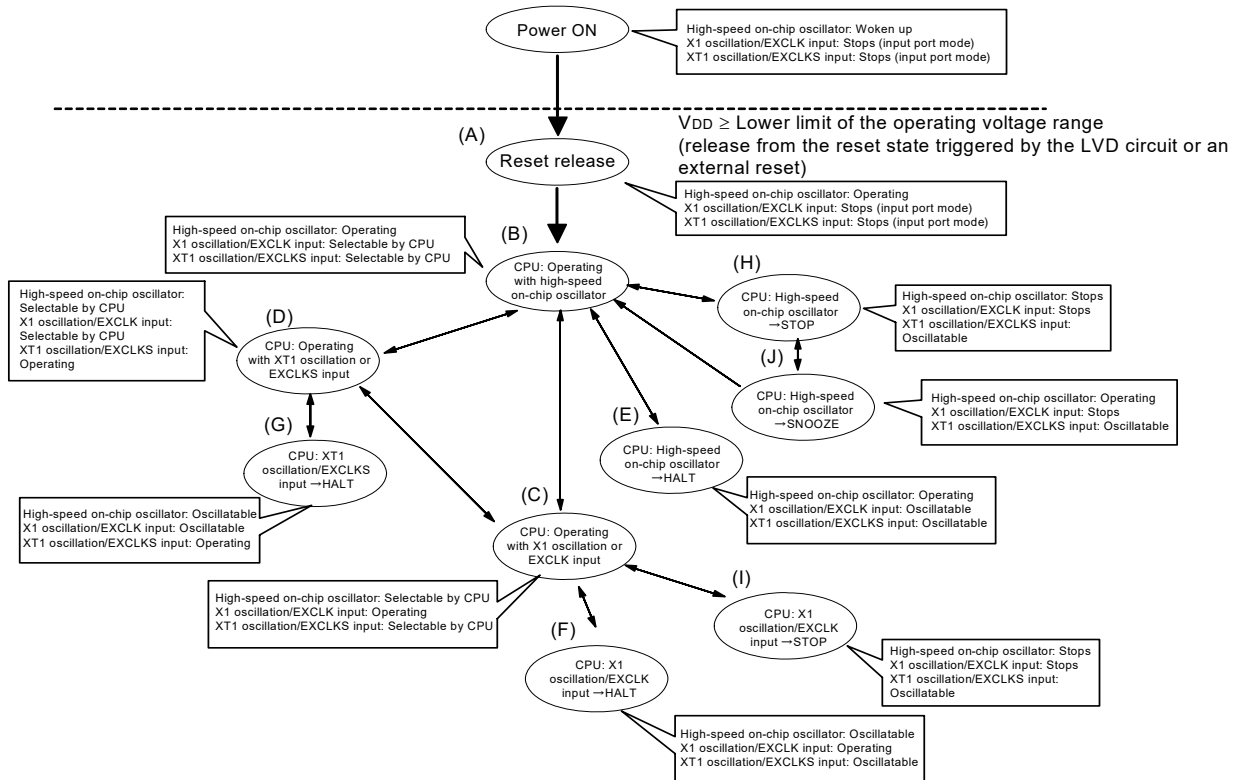 Power ON
High-speed on-chip oscillator: Woken up
X1 oscillation/EXCLK input: Stops (input port mode)
XT1 oscillation/EXCLKS input: Stops (input port mode)
VDD ≥ Lower limit of the operating voltage range
(release from the reset state triggered by the LVD circuit or an
external reset)
(A)
Reset release
High-speed on-chip oscillator: Operating
X1 oscillation/EXCLK input: Stops (input port mode)
XT1 oscillation/EXCLKS input: Stops (input port mode)
High-speed on-chip oscillator: Operating
X1 oscillation/EXCLK input: Selectable by CPU
XT1 oscillation/EXCLKS input: Selectable by CPU
(B)
CPU: Operating
with high-speed
on-chip oscillator
(H)
CPU: High-speed
on-chip oscillator
→STOP
High-speed on-chip oscillator: Stops
X1 oscillation/EXCLK input: Stops
XT1 oscillation/EXCLKS input:
Oscillatable
High-speed on-chip oscillator:
Selectable by CPU
X1 oscillation/EXCLK input:
Selectable by CPU
XT1 oscillation/EXCLKS input:
Operating
(D)
CPU: Operating
with XT1 oscillation or
EXCLKS input
(J)
CPU: High-speed
on-chip oscillator
→SNOOZE
High-speed on-chip oscillator: Operating
X1 oscillation/EXCLK input: Stops
XT1 oscillation/EXCLKS input: Oscillatable
(G)
CPU: XT1
oscillation/EXCLKS
input →HALT
High-speed on-chip oscillator: Oscillatable
X1 oscillation/EXCLK input: Oscillatable
XT1 oscillation/EXCLKS input: Operating
(E)
CPU: High-speed
on-chip oscillator
→HALT
High-speed on-chip oscillator: Operating
X1 oscillation/EXCLK input: Oscillatable
XT1 oscillation/EXCLKS input: Oscillatable
(C)
CPU: Operating
with X1 oscillation or
EXCLK input
High-speed on-chip oscillator: Selectable by CPU
X1 oscillation/EXCLK input: Operating
XT1 oscillation/EXCLKS input: Selectable by CPU
(I)
CPU: X1
oscillation/EXCLK
input →STOP
High-speed on-chip oscillator: Stops
X1 oscillation/EXCLK input: Stops
XT1 oscillation/EXCLKS input:
Oscillatable
(F)
CPU: X1
oscillation/EXCLK
input →HALT
High-speed on-chip oscillator: Oscillatable
X1 oscillation/EXCLK input: Operating
XT1 oscillation/EXCLKS input: Oscillatable